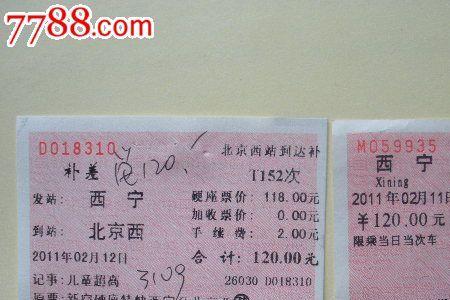 7788.com
D018310
北京西站到达补
补差 120.
T152次
发站: 西宁
硬座票价: 118.00元
加收票价: 0.00元
到站: 北京西
手续费: 2.00元
2011年02月12日
合计: 120.00元
记事: 儿童超高 3109
26030 D018310
M059935
西宁
Xining
2011年02月11日
￥120.00元
限乘当日当次车